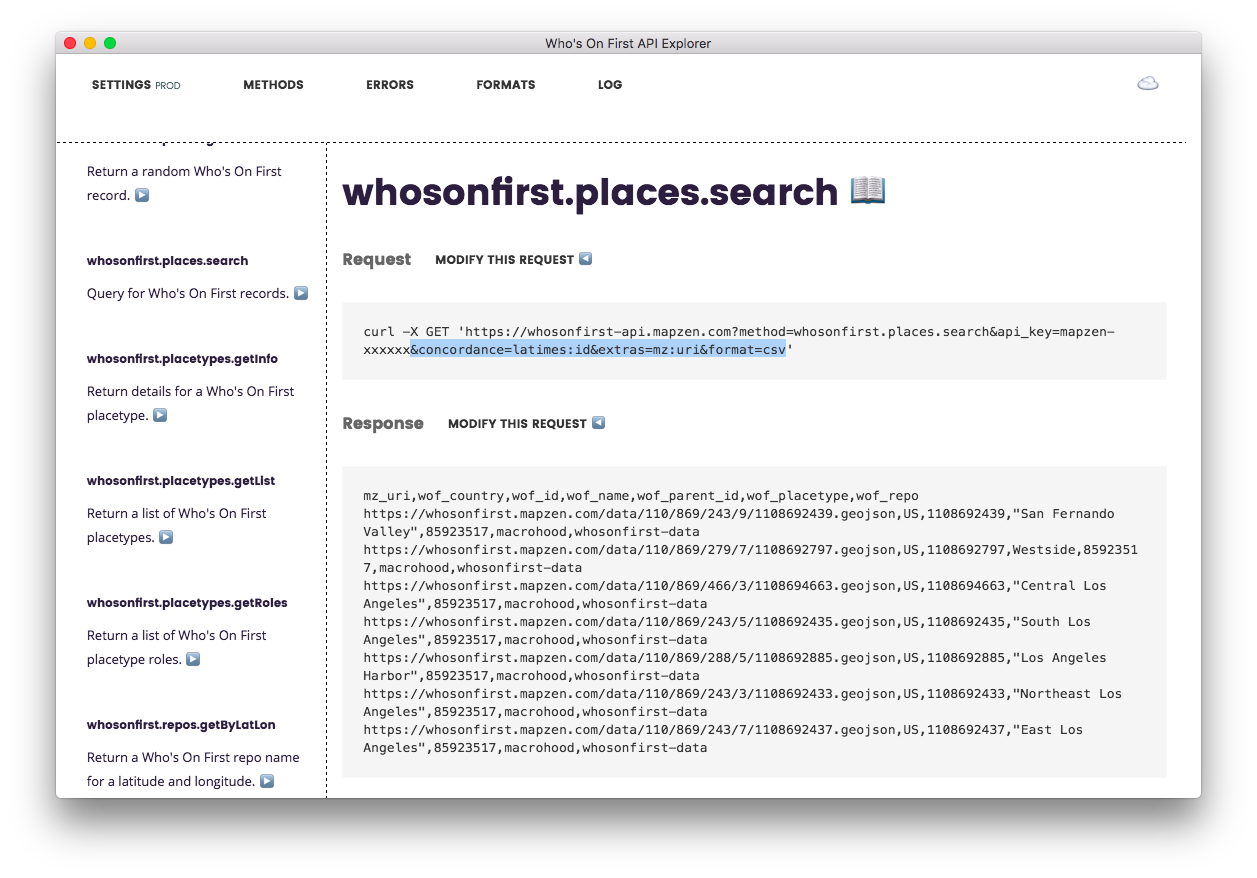 Who's On First API Explorer
SETTINGS PROD
METHODS
ERRORS
FORMATS
LOG
Return a random Who's On First
record.
whosonfirst.places.search
Query for Who's On First records.
whosonfirst.placetypes.getInfo
Return details for a Who's On First
placetype.
whosonfirst.placetypes.getList
Return a list of Who's On First
placetypes.
whosonfirst.placetypes.getRoles
Return a list of Who's On First
placetype roles.
whosonfirst.repos.getByLatLon
Return a Who's On First repo name
for a latitude and longitude.
whosonfirst.places.search
Request MODIFY THIS REQUEST
curl -X GET 'https://whosonfirst-api.mapzen.com?method=whosonfirst.places.search&api_key=mapzen-
xxxxxx&concordance=latimes:id&extras=mz:uri&format=csv'
Response MODIFY THIS REQUEST
mz_uri,wof_country,wof_id,wof_name,wof_parent_id,wof_placetype,wof_repo
https://whosonfirst.mapzen.com/data/110/869/243/9/1108692439.geojson,US,1108692439,"San Fernando
Valley",85923517,macrohood,whosonfirst-data
https://whosonfirst.mapzen.com/data/110/869/279/7/1108692797.geojson,US,1108692797,Westside,8592351
7,macrohood,whosonfirst-data
https://whosonfirst.mapzen.com/data/110/869/466/3/1108694663.geojson,US,1108694663,"Central Los
Angeles",85923517,macrohood,whosonfirst-data
https://whosonfirst.mapzen.com/data/110/869/243/5/1108692435.geojson,US,1108692435,"South Los
Angeles",85923517,macrohood,whosonfirst-data
https://whosonfirst.mapzen.com/data/110/869/288/5/1108692885.geojson,US,1108692885,"Los Angeles
Harbor",85923517,macrohood,whosonfirst-data
https://whosonfirst.mapzen.com/data/110/869/243/3/1108692433.geojson,US,1108692433,"Northeast Los
Angeles",85923517,macrohood,whosonfirst-data
https://whosonfirst.mapzen.com/data/110/869/243/7/1108692437.geojson,US,1108692437,"East Los
Angeles",85923517,macrohood,whosonfirst-data